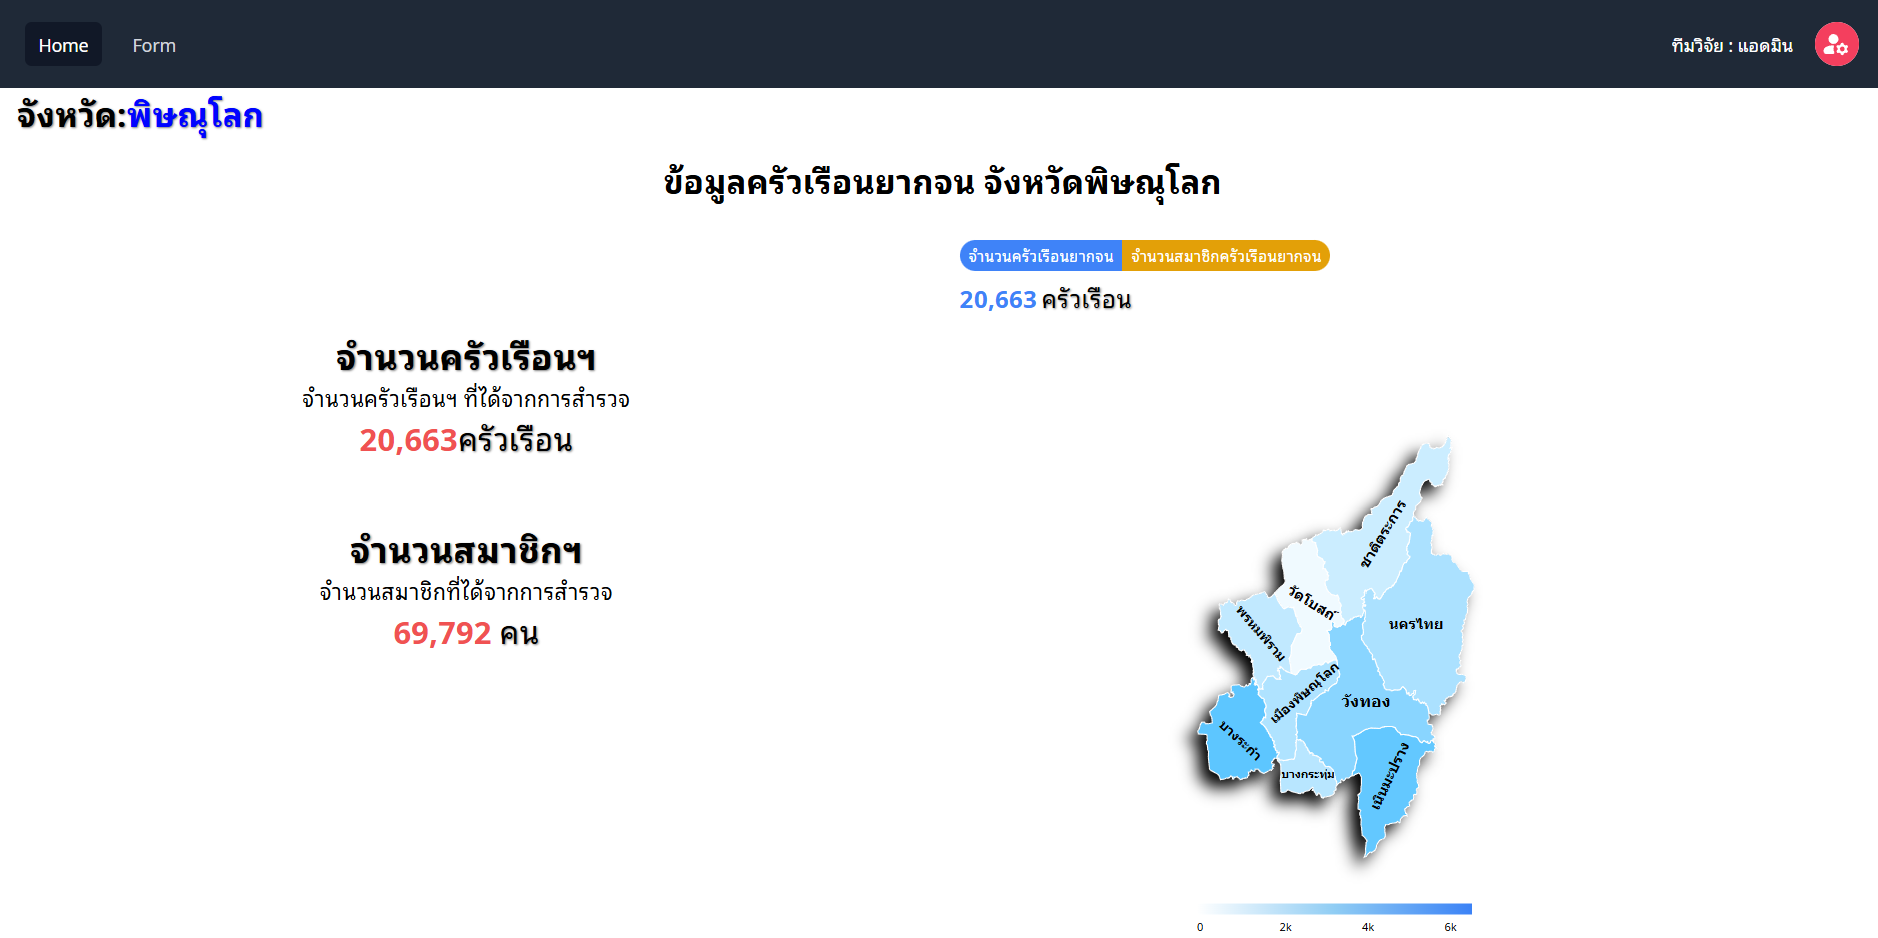 Home
Form
ทีมวิจัย : แอดมิน
จังหวัด:พิษณุโลก
ข้อมูลครัวเรือนยากจน จังหวัดพิษณุโลก
จำนวนครัวเรือนยากจน
จำนวนสมาชิกครัวเรือนยากจน
20,663 ครัวเรือน
จำนวนครัวเรือนฯ
จำนวนครัวเรือนฯ ที่ได้จากการสำรวจ
20,663ครัวเรือน
จำนวนสมาชิกฯ
จำนวนสมาชิกที่ได้จากการสำรวจ
69,792 คน
ชาติตระการ
วัดโบสถ์
นครไทย
พรหมพิราม
เมืองพิษณุโลก
วังทอง
บางระกำ
บางกระทุ่ม
เนินมะปราง
0
2k
4k
6k